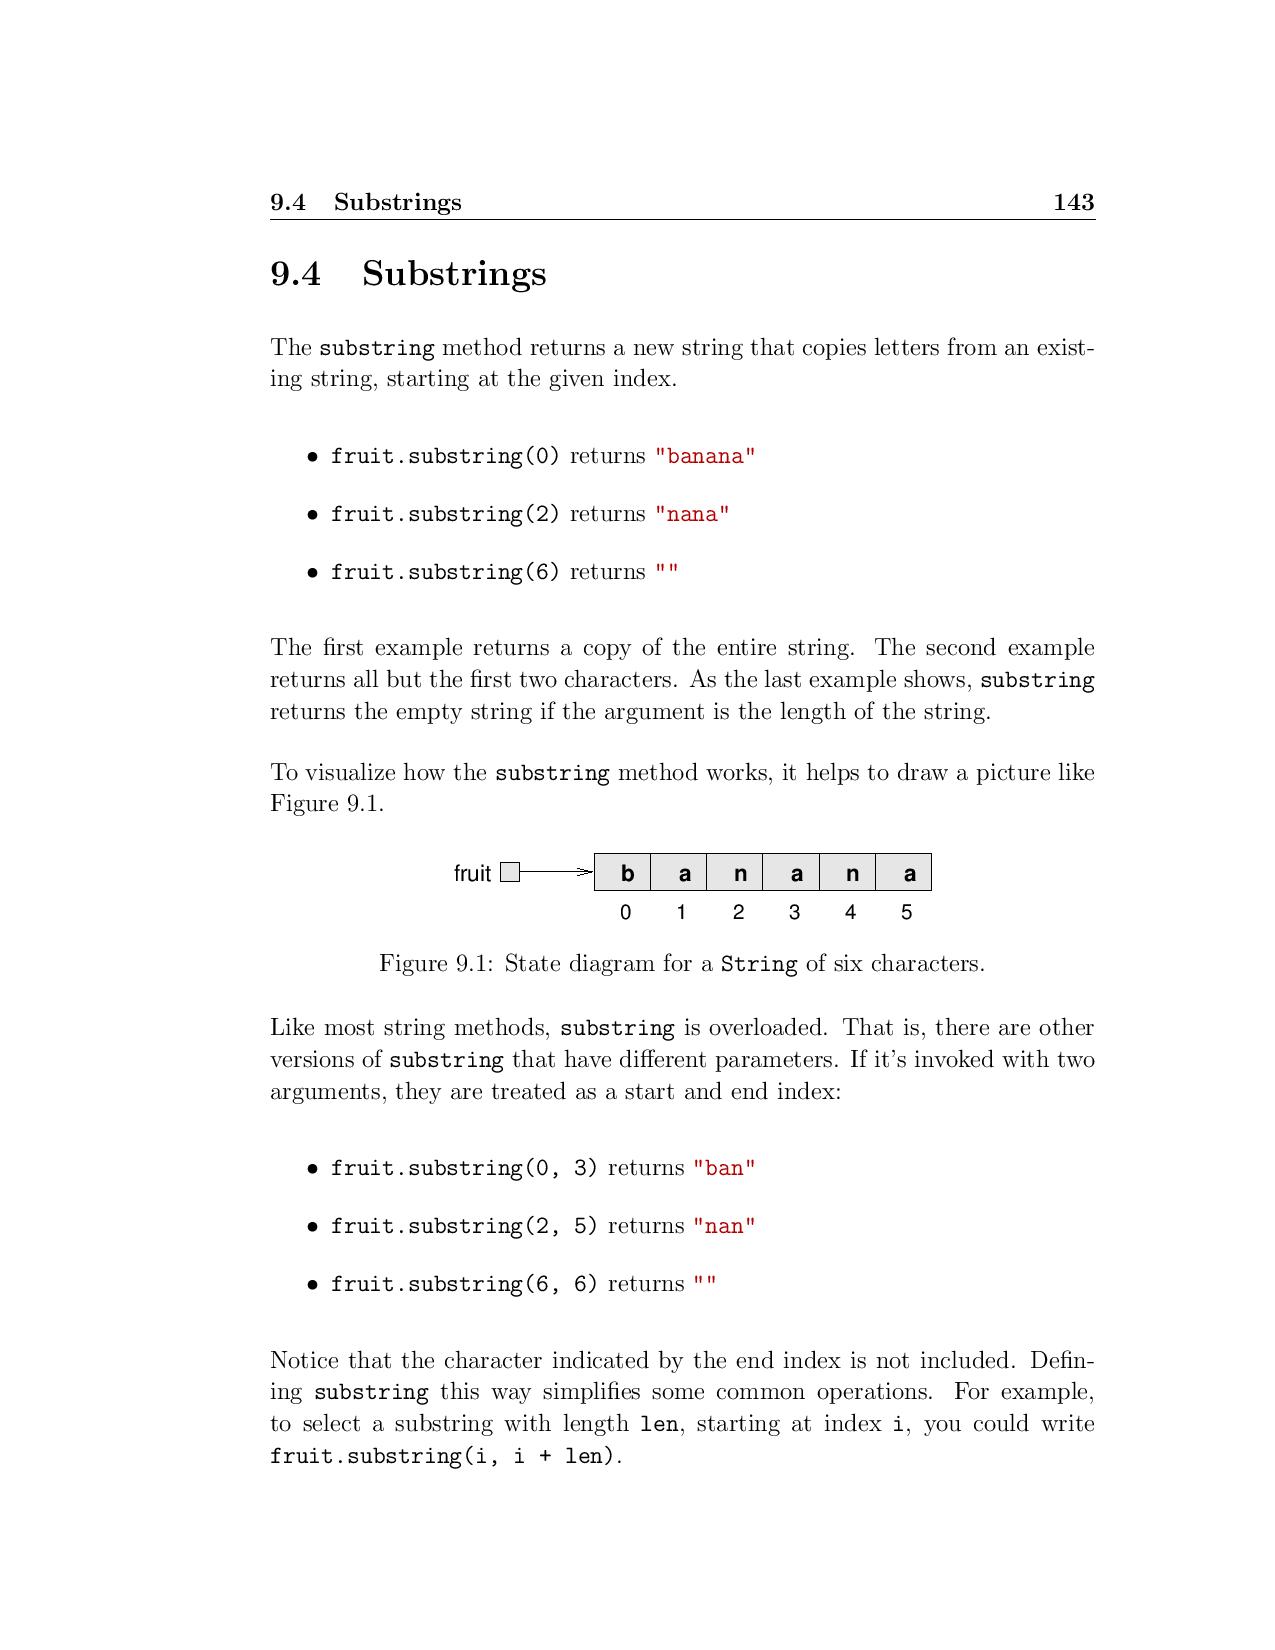 9.4 Substrings 143
9.4 Substrings
The substring method returns a new string that copies letters from an exist-
ing string, starting at the given index.
• fruit.substring(0) returns "banana"
• fruit.substring(2) returns "nana"
• fruit.substring(6) returns ""
The first example returns a copy of the entire string. The second example
returns all but the first two characters. As the last example shows, substring
returns the empty string if the argument is the length of the string.
To visualize how the substring method works, it helps to draw a picture like
Figure 9.1.
fruit b a n a n a
0 1 2 3 4 5
Figure 9.1: State diagram for a String of six characters.
Like most string methods, substring is overloaded. That is, there are other
versions of substring that have different parameters. If it's invoked with two
arguments, they are treated as a start and end index:
• fruit.substring(0, 3) returns "ban"
• fruit.substring(2, 5) returns "nan"
• fruit.substring(6, 6) returns ""
Notice that the character indicated by the end index is not included. Defin-
ing substring this way simplifies some common operations. For example,
to select a substring with length len, starting at index i, you could write
fruit.substring(i, i + len).